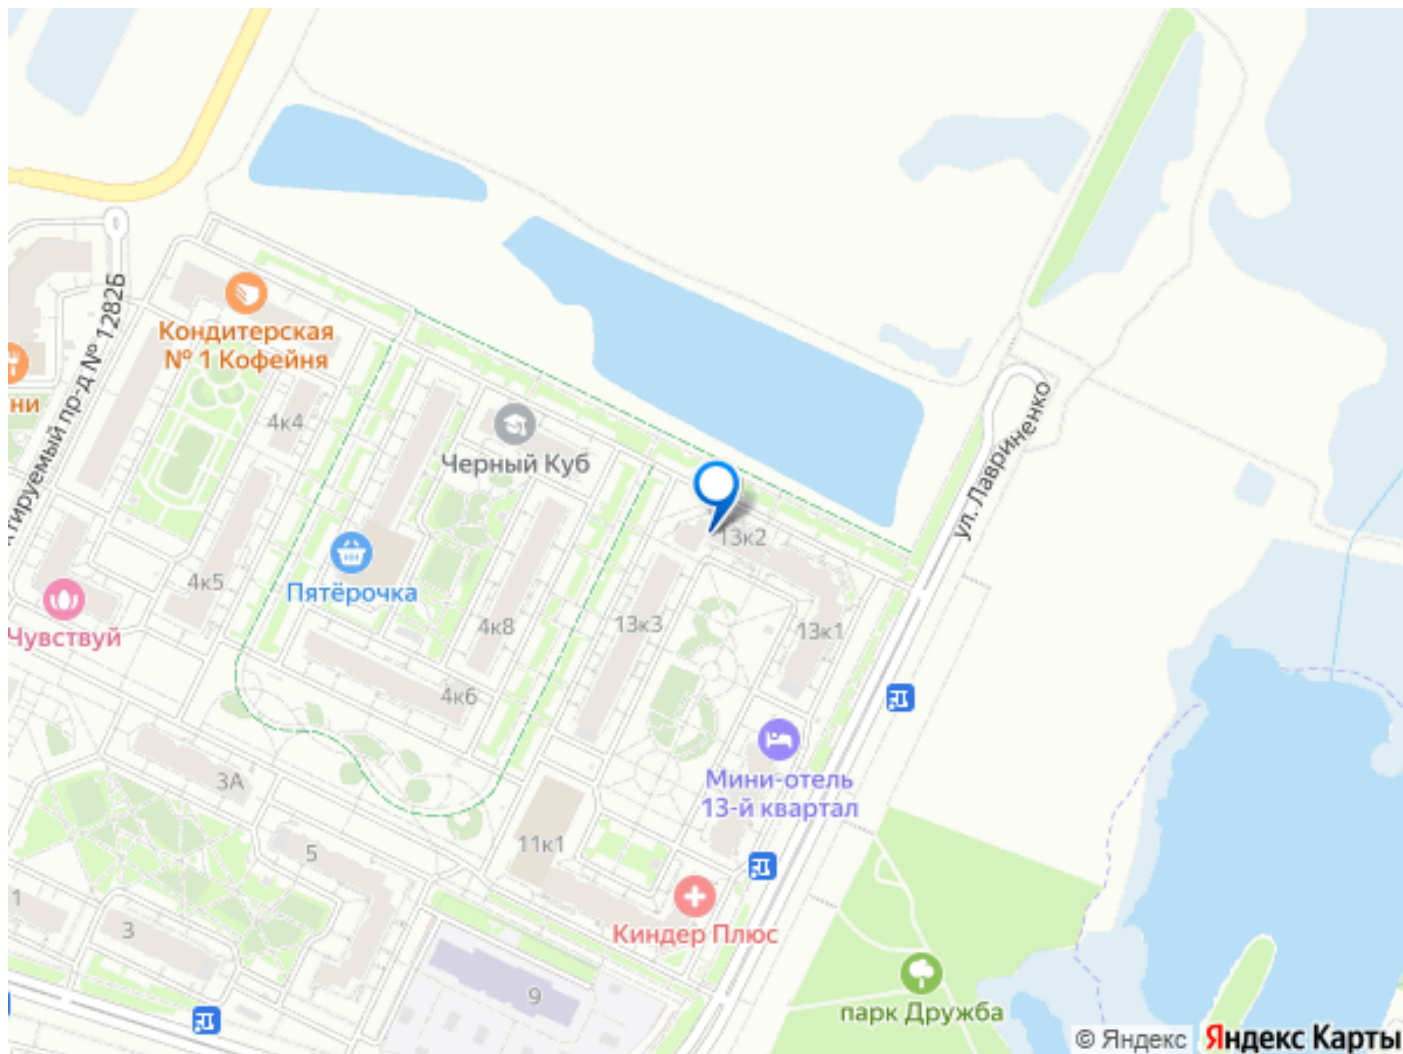 Кондитерская
№ 1 Кофейня
ни
тируемый пр-д № 1282Б
4к4
Черный Куб
ул. Лавриненко
13к2
Пятёрочка
4к5
Чувствуй
4к8
13к3
13к1
4к6
Мини-отель
13-й квартал
3А
11к1
5
Киндер Плюс
1
3
9
парк Дружба
© Яндекс
Яндекс Карты